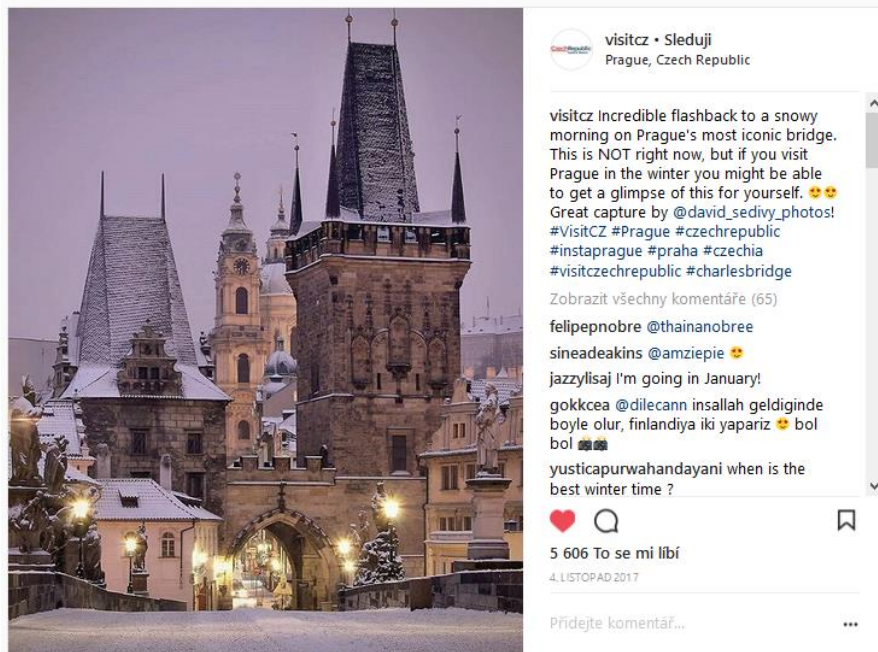 visitcz • Sleduji
Prague, Czech Republic
visitcz Incredible flashback to a snowy
morning on Prague's most iconic bridge.
This is NOT right now, but if you visit
Prague in the winter you might be able
to get a glimpse of this for yourself. 😍😍
Great capture by @david_sedivy_photos!
#VisitCZ #Prague #czechrepublic
#instaprague #praha #czechia
#visitczechrepublic #charlesbridge
Zobrazit všechny komentáře (65)
felipepnobre @thainanobree
sineadeakins @amziepie 😍
jazzylisaj I'm going in January!
gokkcea @dilecann insallah geldiginde
boyle olur, finlandiya iki yapariz 😍 bol
bol 📸📸
yusticapurwahandayani when is the
best winter time ?
5 606 To se mi líbí
4. LISTOPAD 2017
Přidejte komentář...